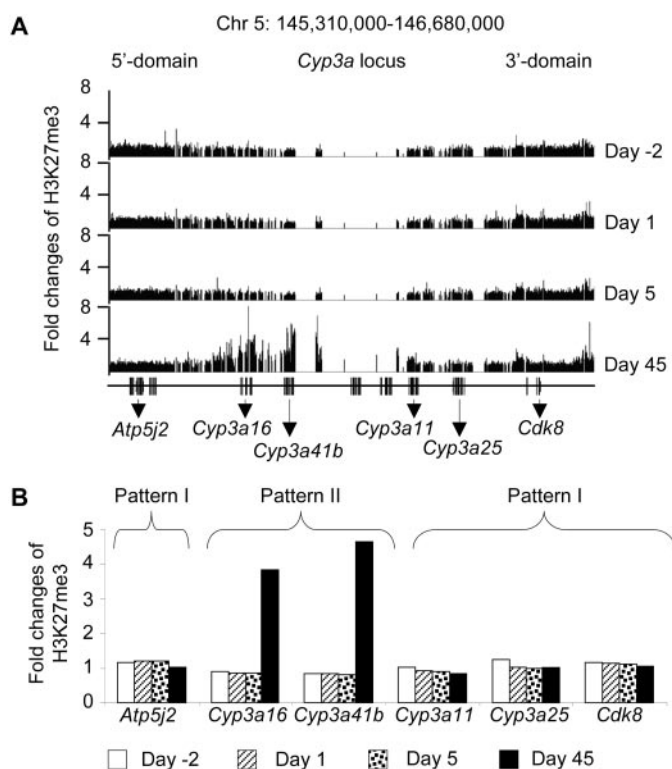 A
Chr 5: 145,310,000-146,680,000
5'-domain Cyp3a locus 3'-domain
Fold changes of H3K27me3
8
4
Day -2
8
4
Day 1
8
4
Day 5
8
4
Day 45
Atp5j2 Cyp3a16 Cyp3a11 Cdk8
Cyp3a41b Cyp3a25
B
Pattern I Pattern II Pattern I
Fold changes of
H3K27me3
5
4
3
2
1
0
Atp5j2 Cyp3a16 Cyp3a41b Cyp3a11 Cyp3a25 Cdk8
Day -2 Day 1 Day 5 Day 45